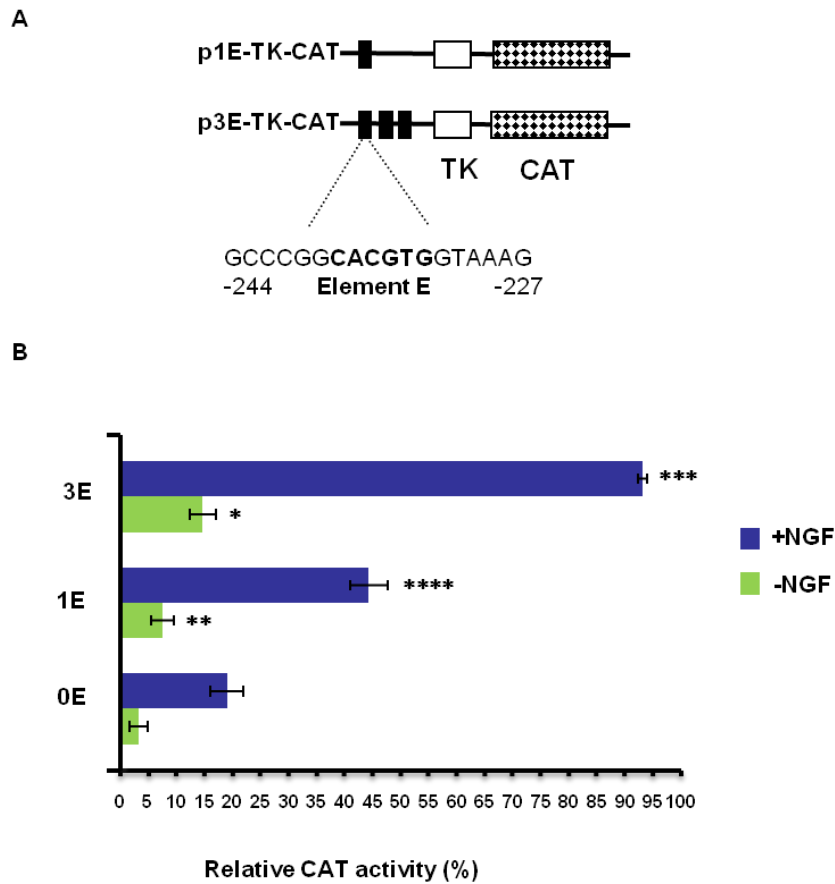 A
p1E-TK-CAT
p3E-TK-CAT
TK CAT
GCCCGGCACGTGGTAAAG
-244 Element E -227
B
3E
***
*
1E
****
**
0E
+NGF
-NGF
0 5 10 15 20 25 30 35 40 45 50 55 60 65 70 75 80 85 90 95 100
Relative CAT activity (%)